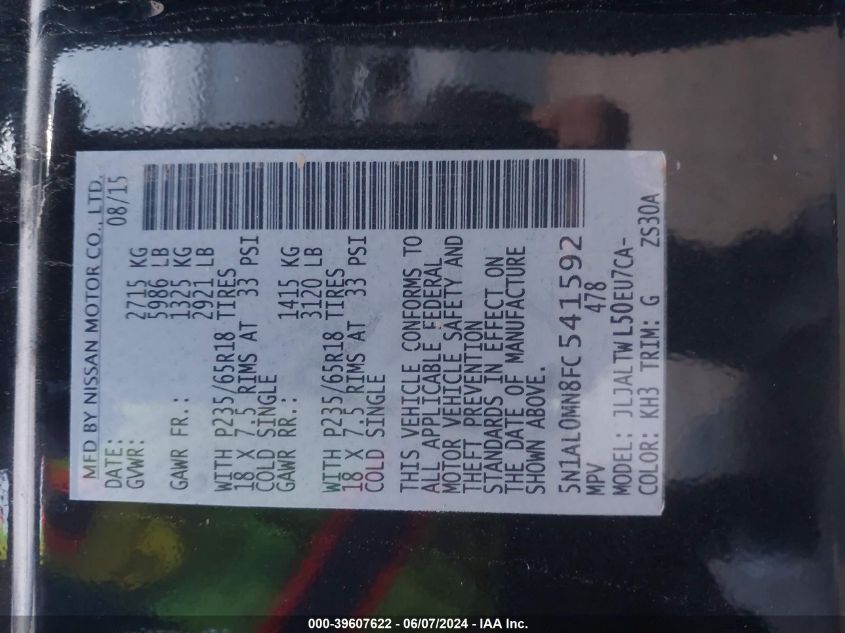 MFD BY NISSAN MOTOR CO., LTD.
DATE: 08/15
GVWR: 2715 KG
5986 LB
GAWR FR.: 1325 KG
2921 LB
WITH P235/65R18 TIRES
18 X 7.5 RIMS AT 33 PSI
COLD SINGLE
GAWR RR.: 1415 KG
3120 LB
WITH P235/65R18 TIRES
18 X 7.5 RIMS AT 33 PSI
COLD SINGLE
THIS VEHICLE CONFORMS TO
ALL APPLICABLE FEDERAL
MOTOR VEHICLE SAFETY AND
THEFT PREVENTION
STANDARDS IN EFFECT ON
THE DATE OF MANUFACTURE
SHOWN ABOVE.
5N1AL0MN8FC541592
MPV 478
MODEL: JLJALTW L50EU7CA-
COLOR: KH3 TRIM: G ZS30A
000-39607622 - 06/07/2024 - IAA Inc.